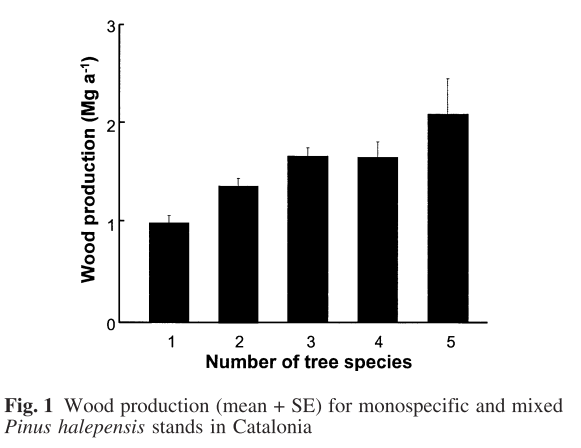 3
2
1
0
Wood production (Mg a⁻¹)
1 2 3 4 5
Number of tree species
Fig. 1 Wood production (mean + SE) for monospecific and mixed
Pinus halepensis stands in Catalonia